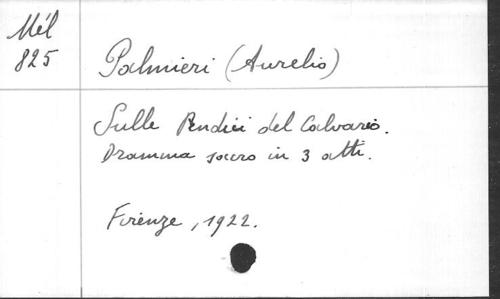 Mél
825
Palmieri (Aurelio)
Sulle Pendici del Calvario.
Dramma sacro in 3 atti.
Firenze, 1922.